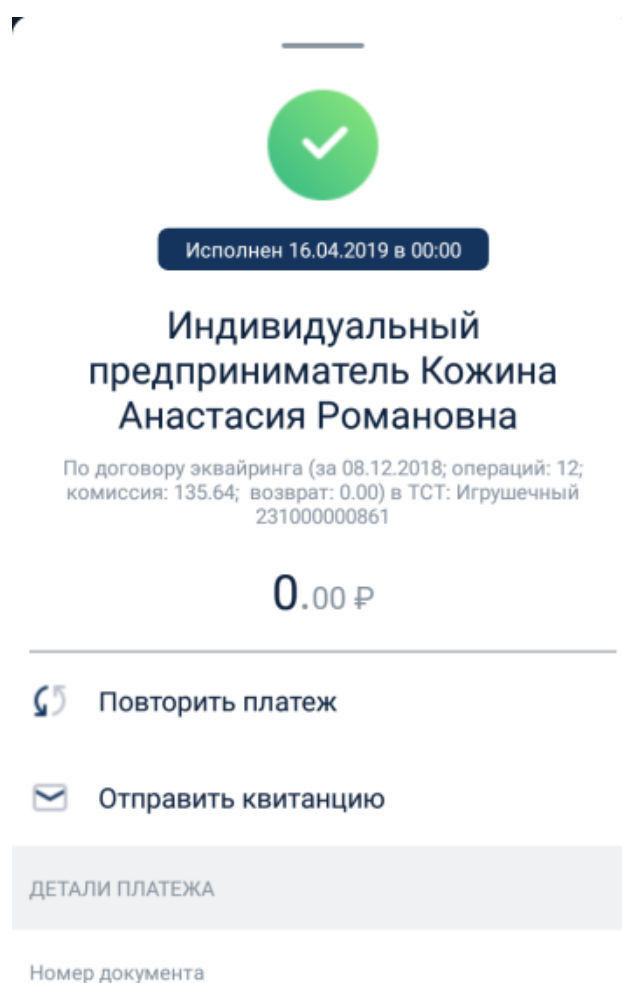 Исполнен 16.04.2019 в 00:00
Индивидуальный
предприниматель Кожина
Анастасия Романовна
По договору эквайринга (за 08.12.2018; операций: 12;
комиссия: 135.64; возврат: 0.00) в ТСТ: Игрушечный
231000000861
0.00 ₽
Повторить платеж
Отправить квитанцию
ДЕТАЛИ ПЛАТЕЖА
Номер документа